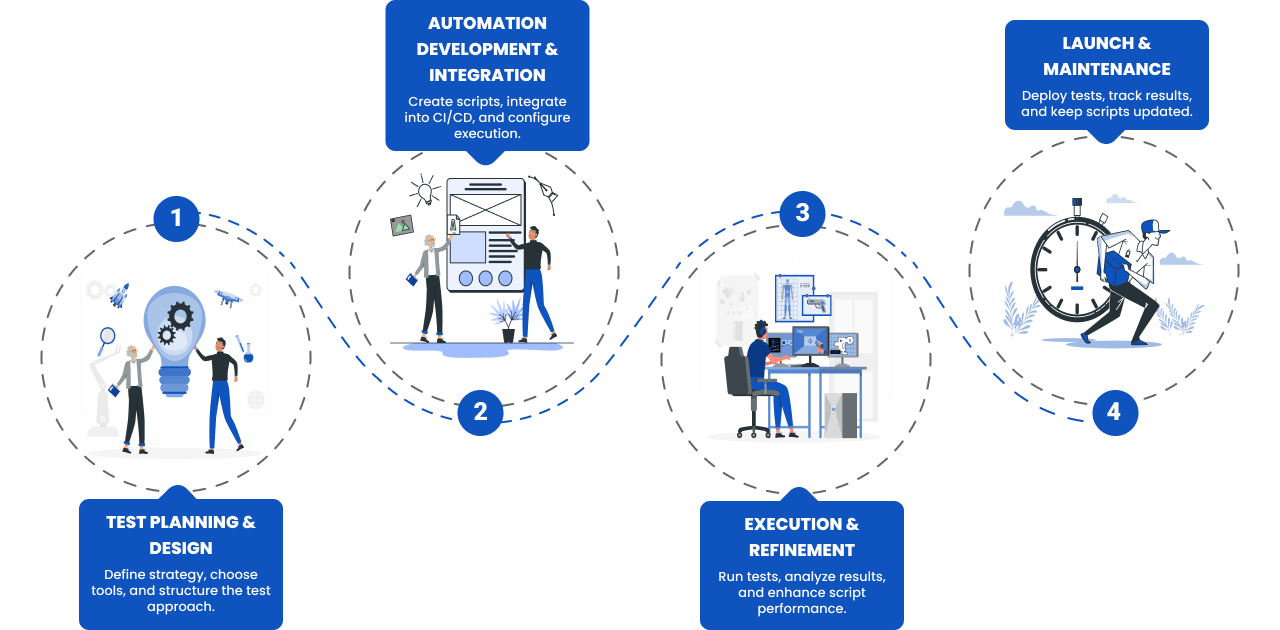 1
TEST PLANNING &
DESIGN
Define strategy, choose
tools, and structure the test
approach.
AUTOMATION
DEVELOPMENT &
INTEGRATION
Create scripts, integrate
into CI/CD, and configure
execution.
2
3
EXECUTION &
REFINEMENT
Run tests, analyze results,
and enhance script
performance.
LAUNCH &
MAINTENANCE
Deploy tests, track results,
and keep scripts updated.
4